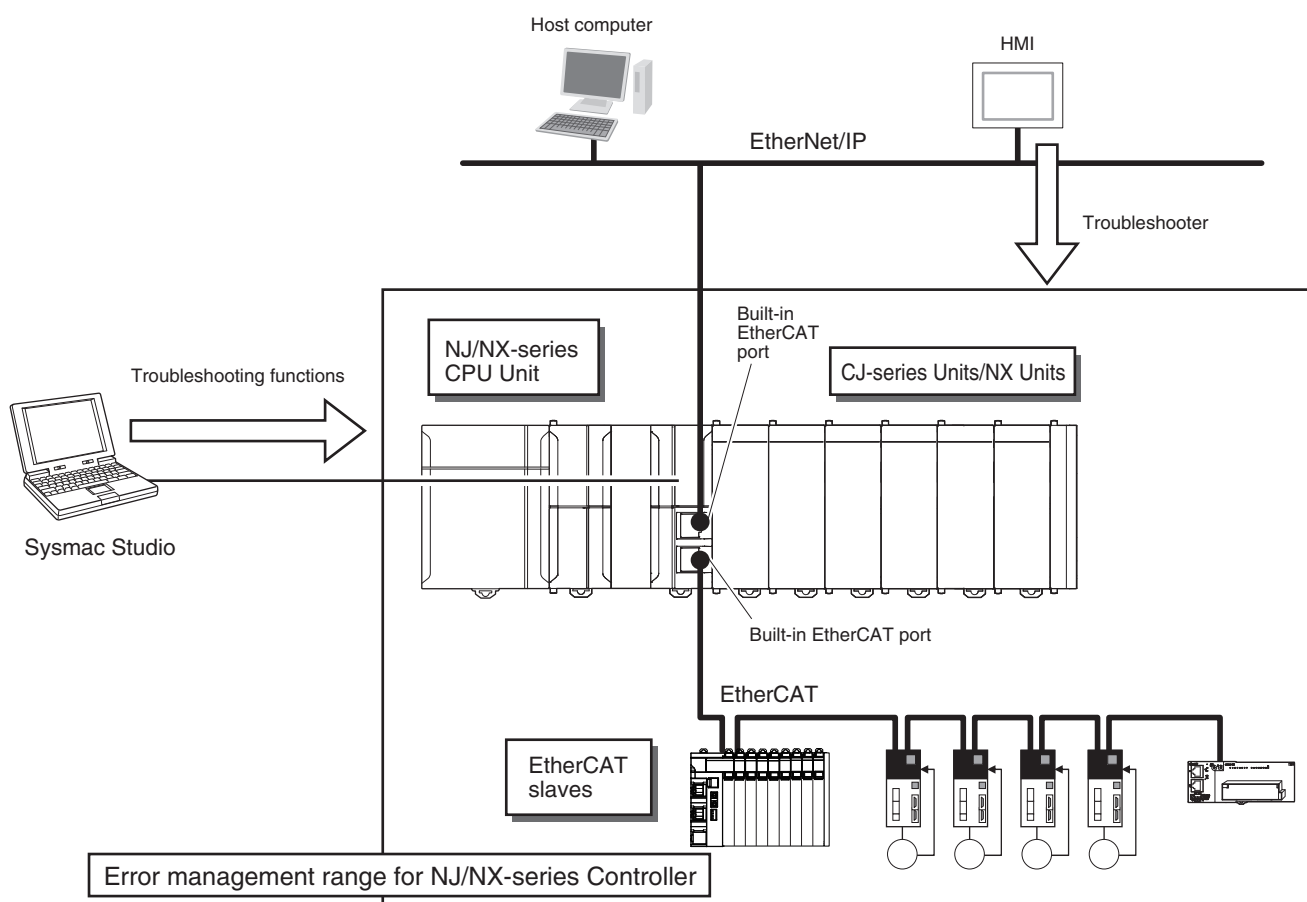 Host computer
HMI
EtherNet/IP
Troubleshooter
Built-in
EtherCAT
port
NJ/NX-series
CPU Unit
CJ-series Units/NX Units
Troubleshooting functions
Sysmac Studio
Built-in EtherCAT port
EtherCAT
EtherCAT
slaves
Error management range for NJ/NX-series Controller